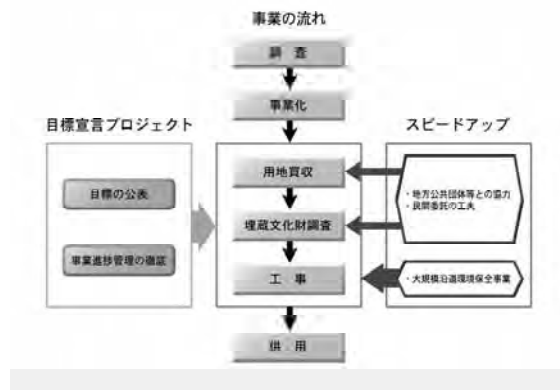 事業の流れ
調 査
事業化
目標宣言プロジェクト
スピードアップ
用地買収
目標の公表
・地方公共団体等との協力
・民間委託の工夫
埋蔵文化財調査
事業進捗管理の徹底
工 事
・大規模沿道環境保全事業
供 用